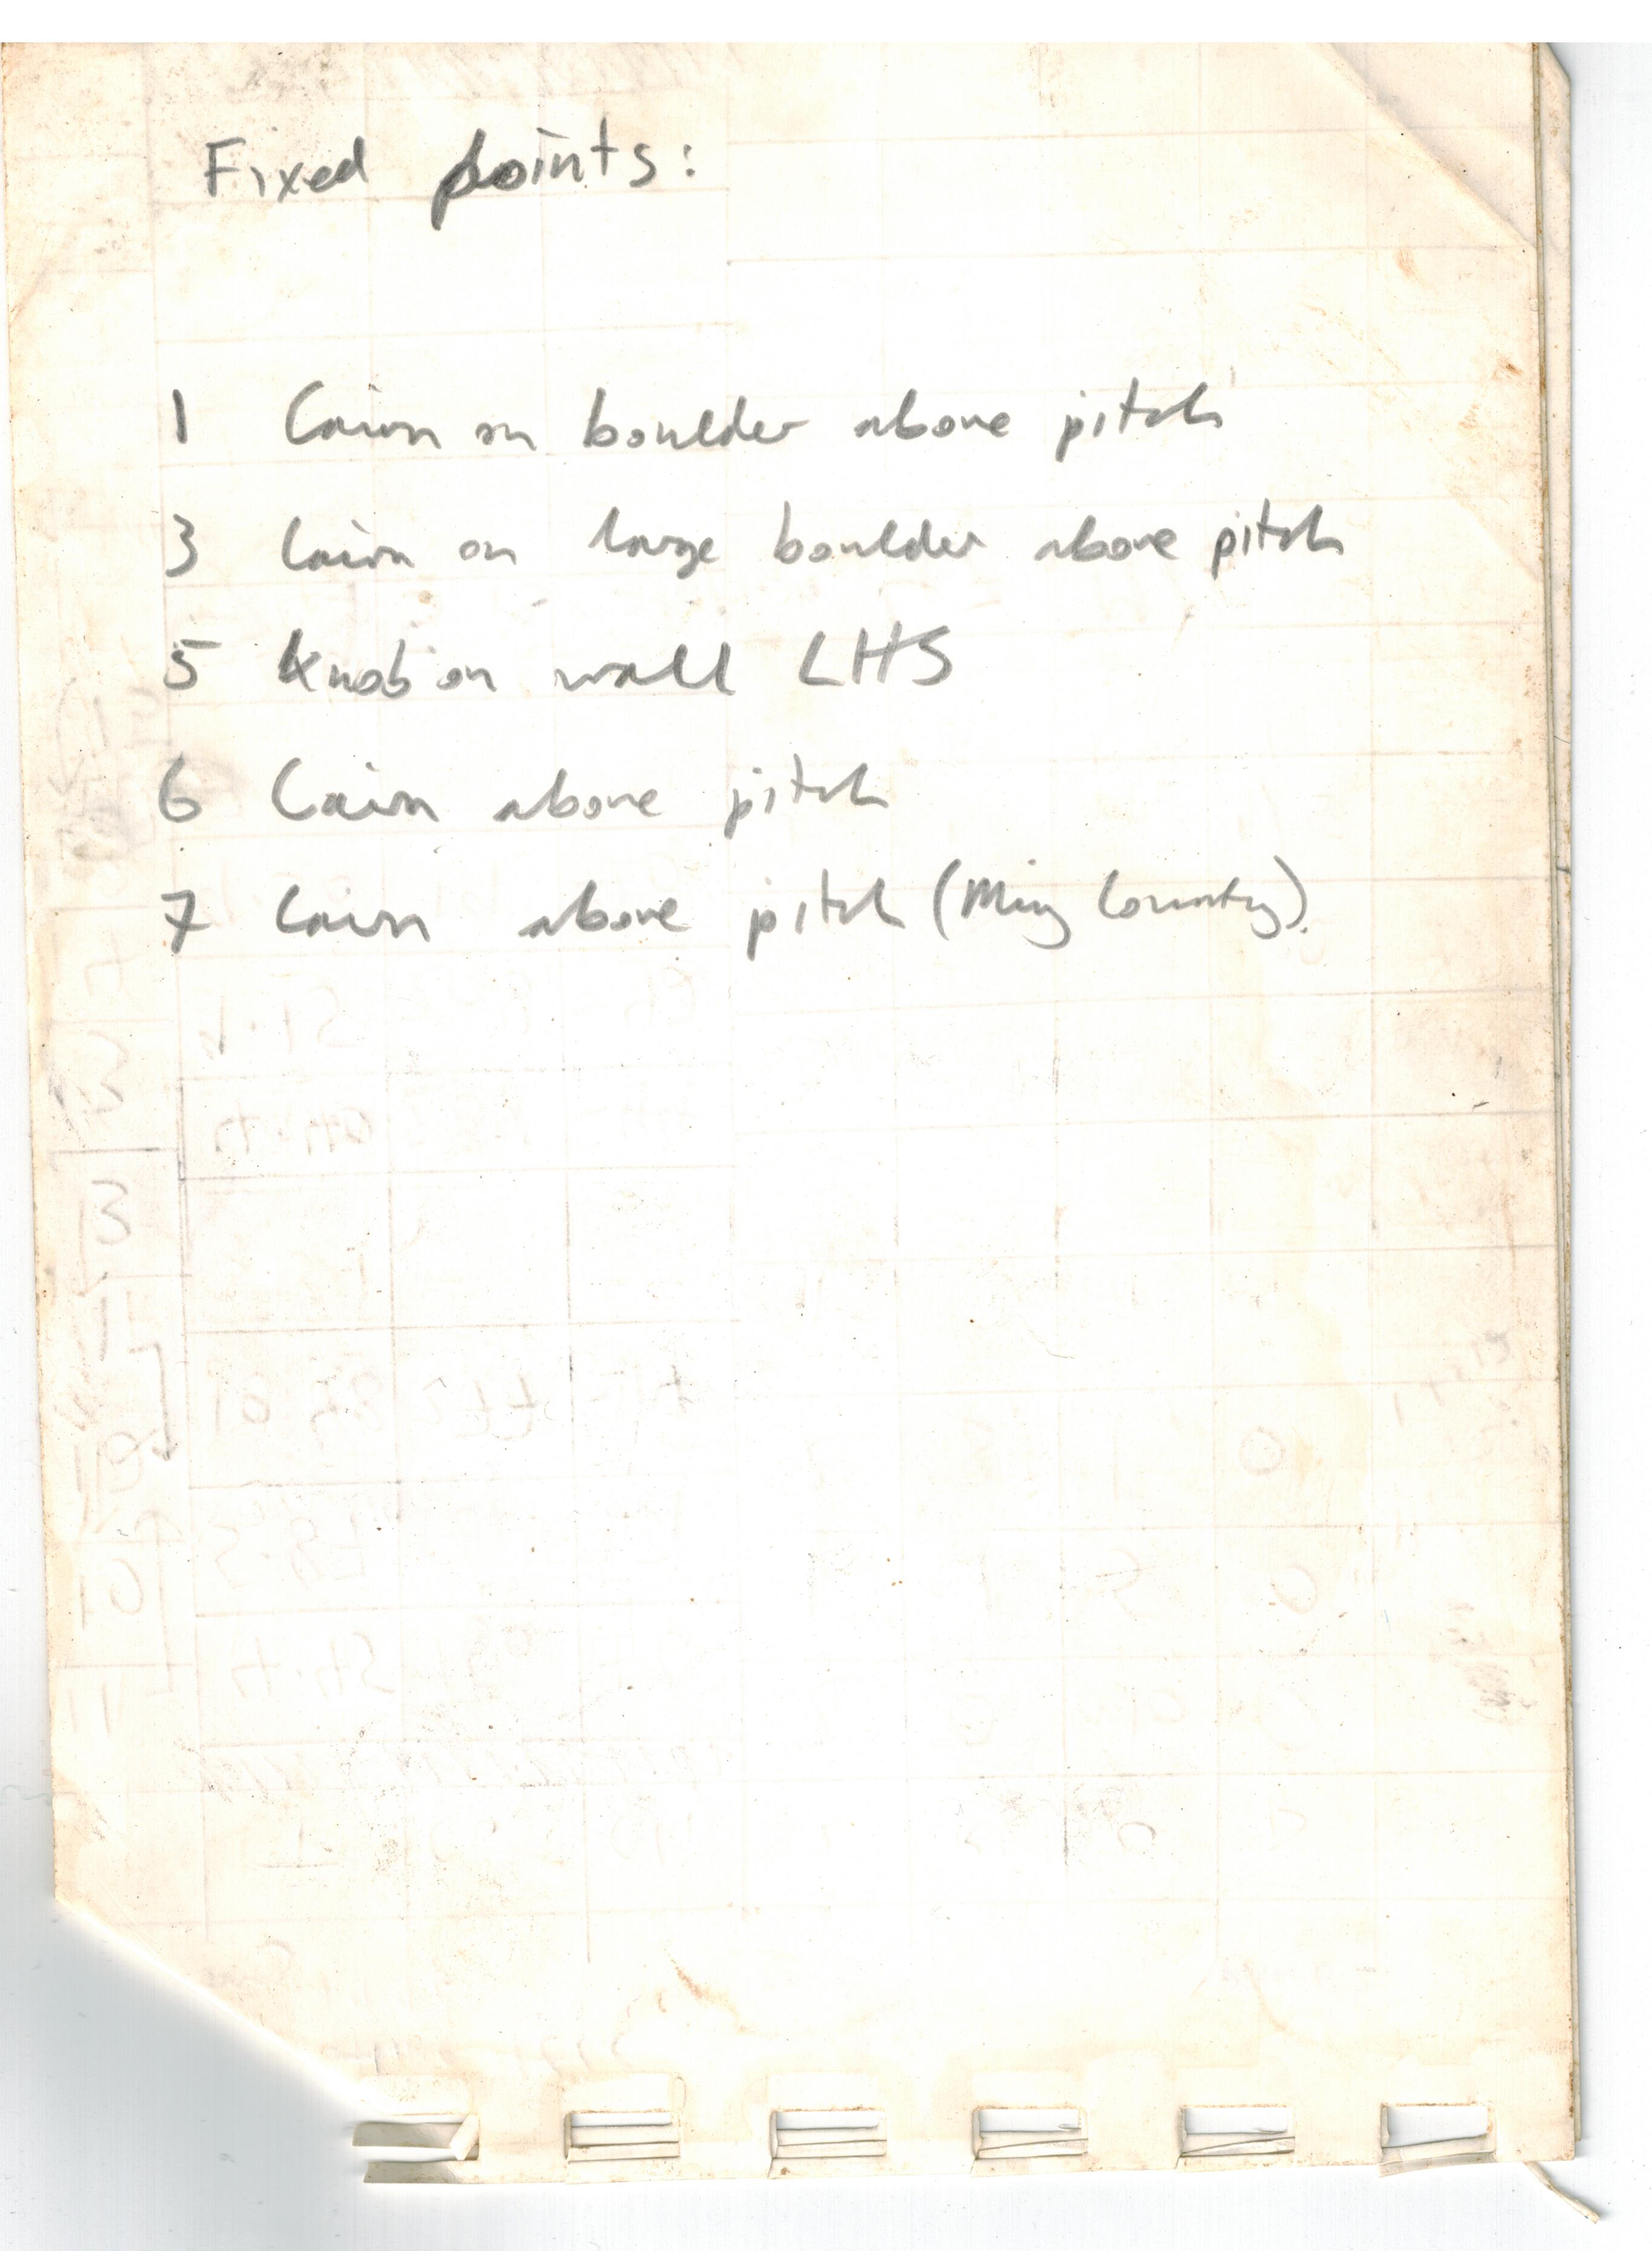 Fixed points:
1 Cairn on boulder above pitch
3 Cairn on large boulder above pitch
5 Knob on wall LHS
6 Cairn above pitch
7 Cairn above pitch (Ming Country).